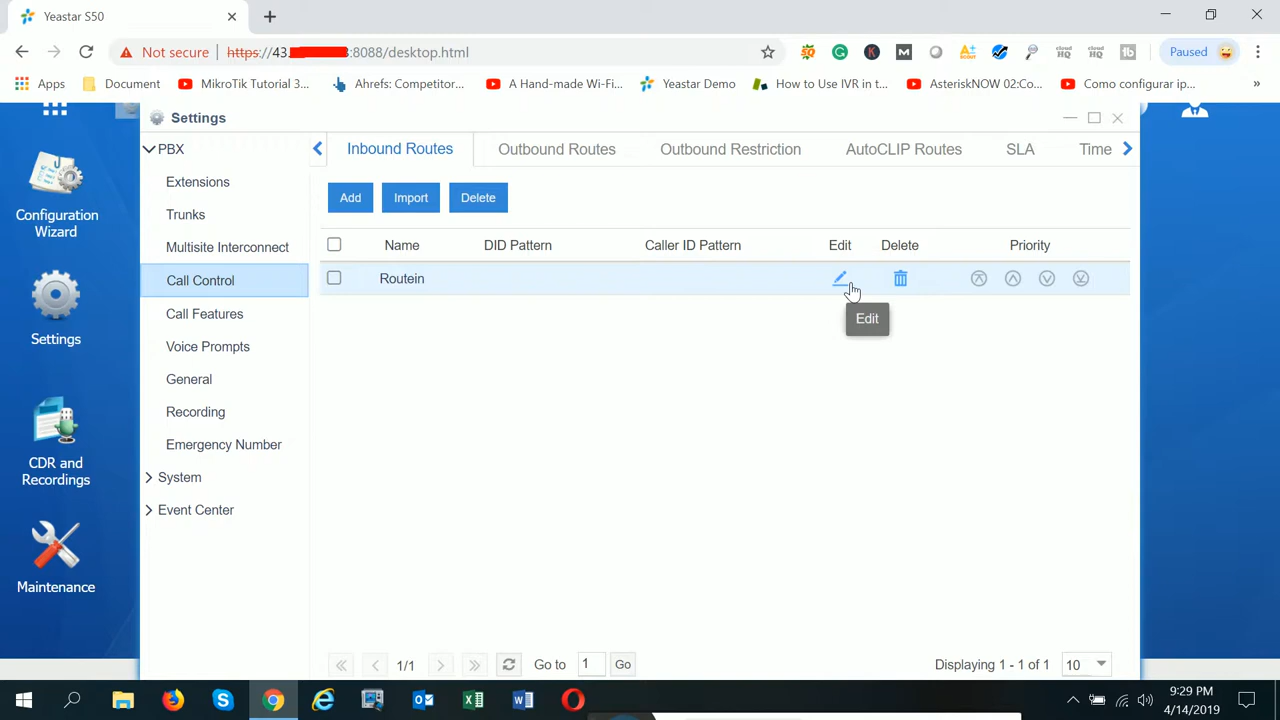 Yeastar S50
Not secure https://43. 3:8088/desktop.html Paused
Apps Document MikroTik Tutorial 3... Ahrefs: Competitor... A Hand-made Wi-Fi... Yeastar Demo How to Use IVR in t... AsteriskNOW 02:Co... Como configurar ip... »
Settings
PBX
Extensions
Trunks
Multisite Interconnect
Call Control
Call Features
Voice Prompts
General
Recording
Emergency Number
System
Event Center
Inbound Routes Outbound Routes Outbound Restriction AutoCLIP Routes SLA Time
Add Import Delete
Name DID Pattern Caller ID Pattern Edit Delete Priority
Routein
Edit
1/1 Go to 1 Go Displaying 1 - 1 of 1 10
Configuration
Wizard
Settings
CDR and
Recordings
Maintenance
9:29 PM
4/14/2019